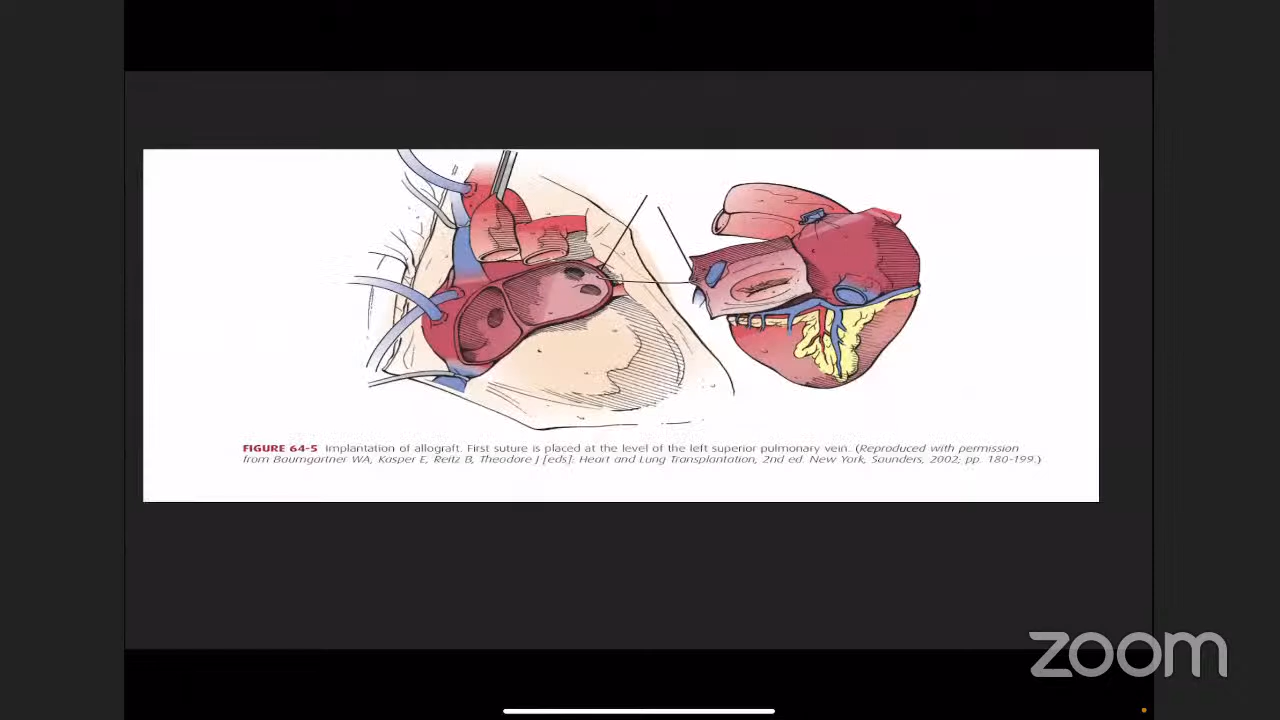 FIGURE 64-5 Implantation of allograft. First suture is placed at the level of the left superior pulmonary vein. (Reproduced with permission
from Baumgartner WA, Kasper E, Reitz B, Theodore J [eds]: Heart and Lung Transplantation, 2nd ed. New York, Saunders, 2002; pp. 180-199.)
zoom